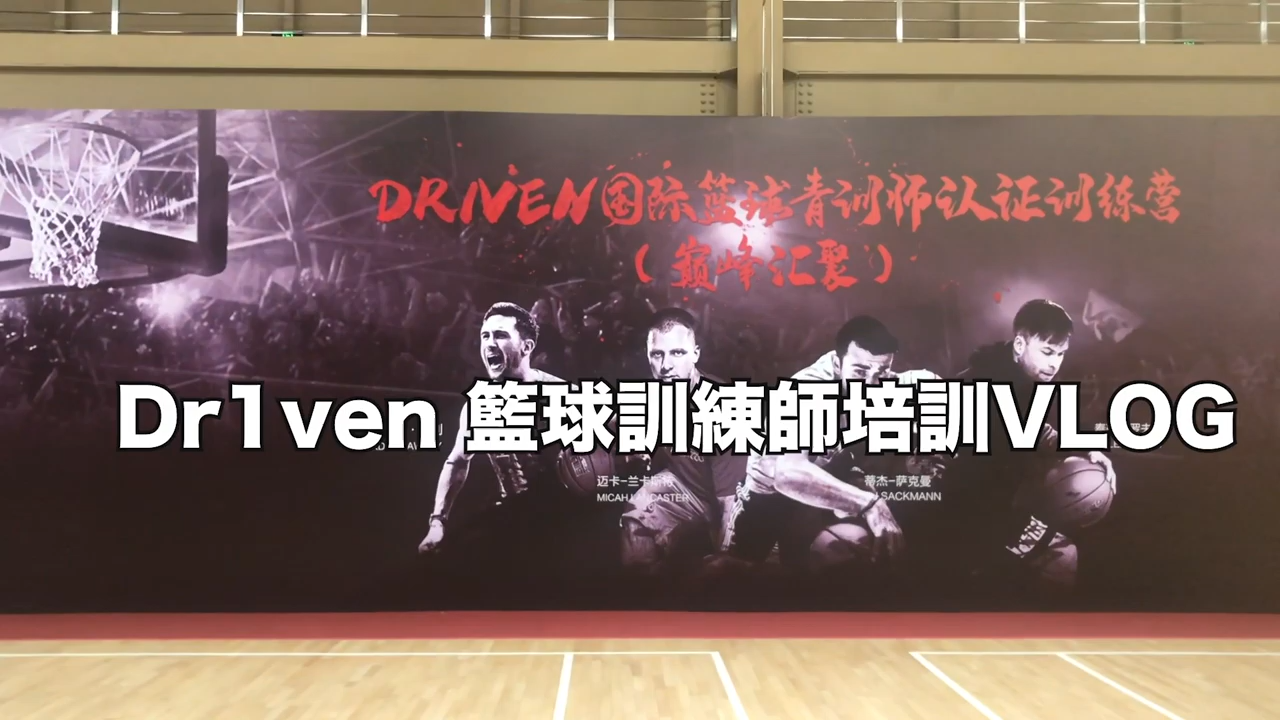 DRIVEN国际篮球青训师认证训练营
（巅峰汇聚）
Dr1ven 籃球訓練師培訓VLOG
迈卡-兰卡斯特
MICAH LANCASTER
蒂杰-萨克曼
SACKMANN